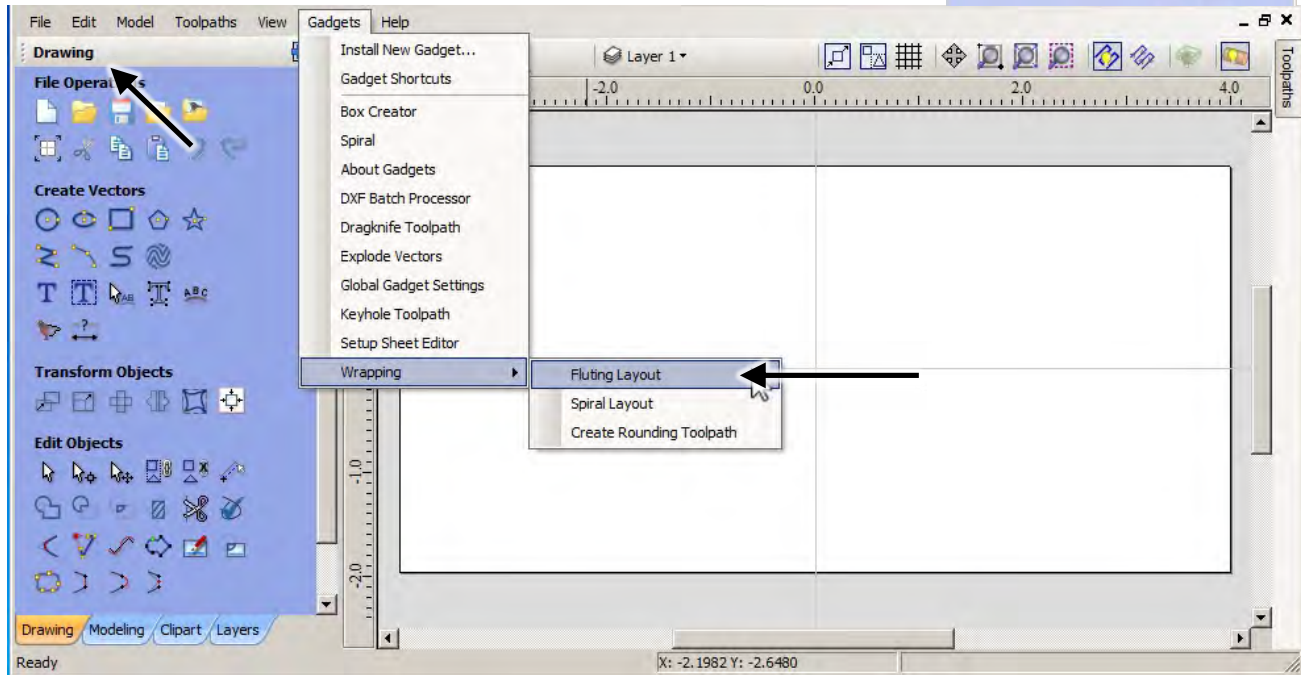 File Edit Model Toolpaths View Gadgets Help
Drawing
Layer 1
Toolpaths
File Operations
Create Vectors
Transform Objects
Edit Objects
Install New Gadget...
Gadget Shortcuts
Box Creator
Spiral
About Gadgets
DXF Batch Processor
Dragknife Toolpath
Explode Vectors
Global Gadget Settings
Keyhole Toolpath
Setup Sheet Editor
Wrapping
Fluting Layout
Spiral Layout
Create Rounding Toolpath
-2.0 0.0 2.0 4.0
-1.0
-2.0
Drawing Modeling Clipart Layers
Ready
X: -2.1982 Y: -2.6480